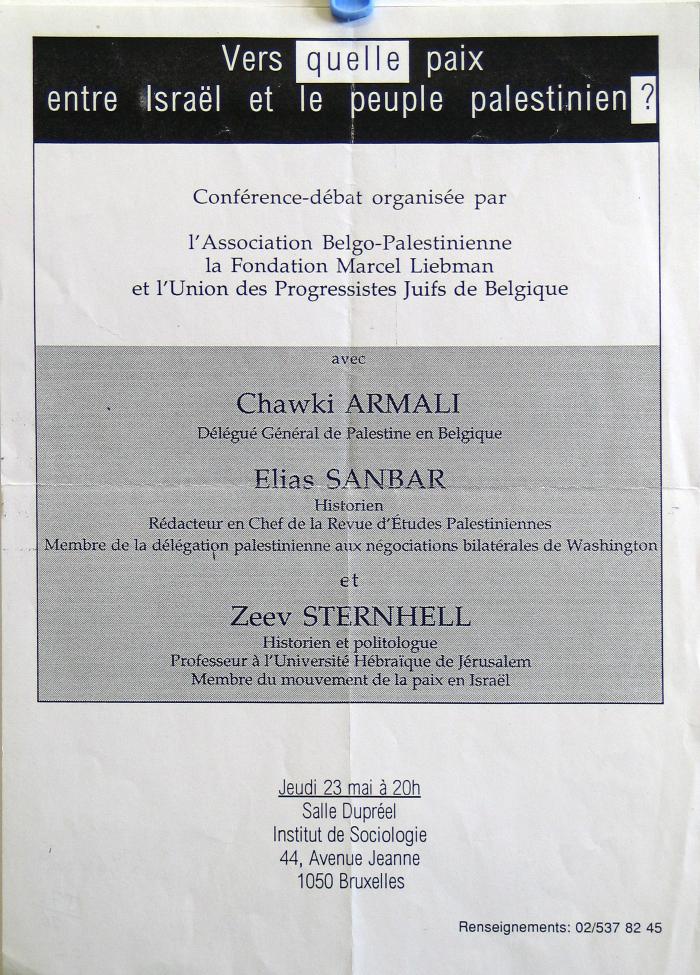 Vers quelle paix
entre Israël et le peuple palestinien ?
Conférence-débat organisée par
l'Association Belgo-Palestinienne
la Fondation Marcel Liebman
et l'Union des Progressistes Juifs de Belgique
avec
Chawki ARMALI
Délégué Général de Palestine en Belgique
Elias SANBAR
Historien
Rédacteur en Chef de la Revue d'Études Palestiniennes
Membre de la délégation palestinienne aux négociations bilatérales de Washington
et
Zeev STERNHELL
Historien et politologue
Professeur à l'Université Hébraïque de Jérusalem
Membre du mouvement de la paix en Israël
Jeudi 23 mai à 20h
Salle Dupréel
Institut de Sociologie
44, Avenue Jeanne
1050 Bruxelles
Renseignements: 02/537 82 45